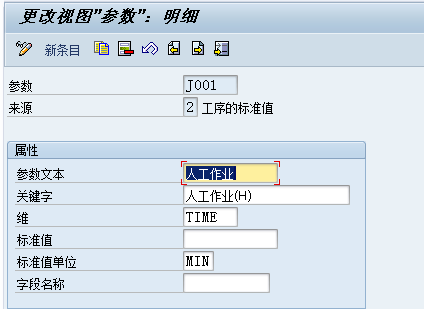 更改视图"参数"：明细
新条目
参数 J001
来源 2 工序的标准值
属性
参数文本 人工作业
关键字 人工作业(H)
维 TIME
标准值
标准值单位 MIN
字段名称